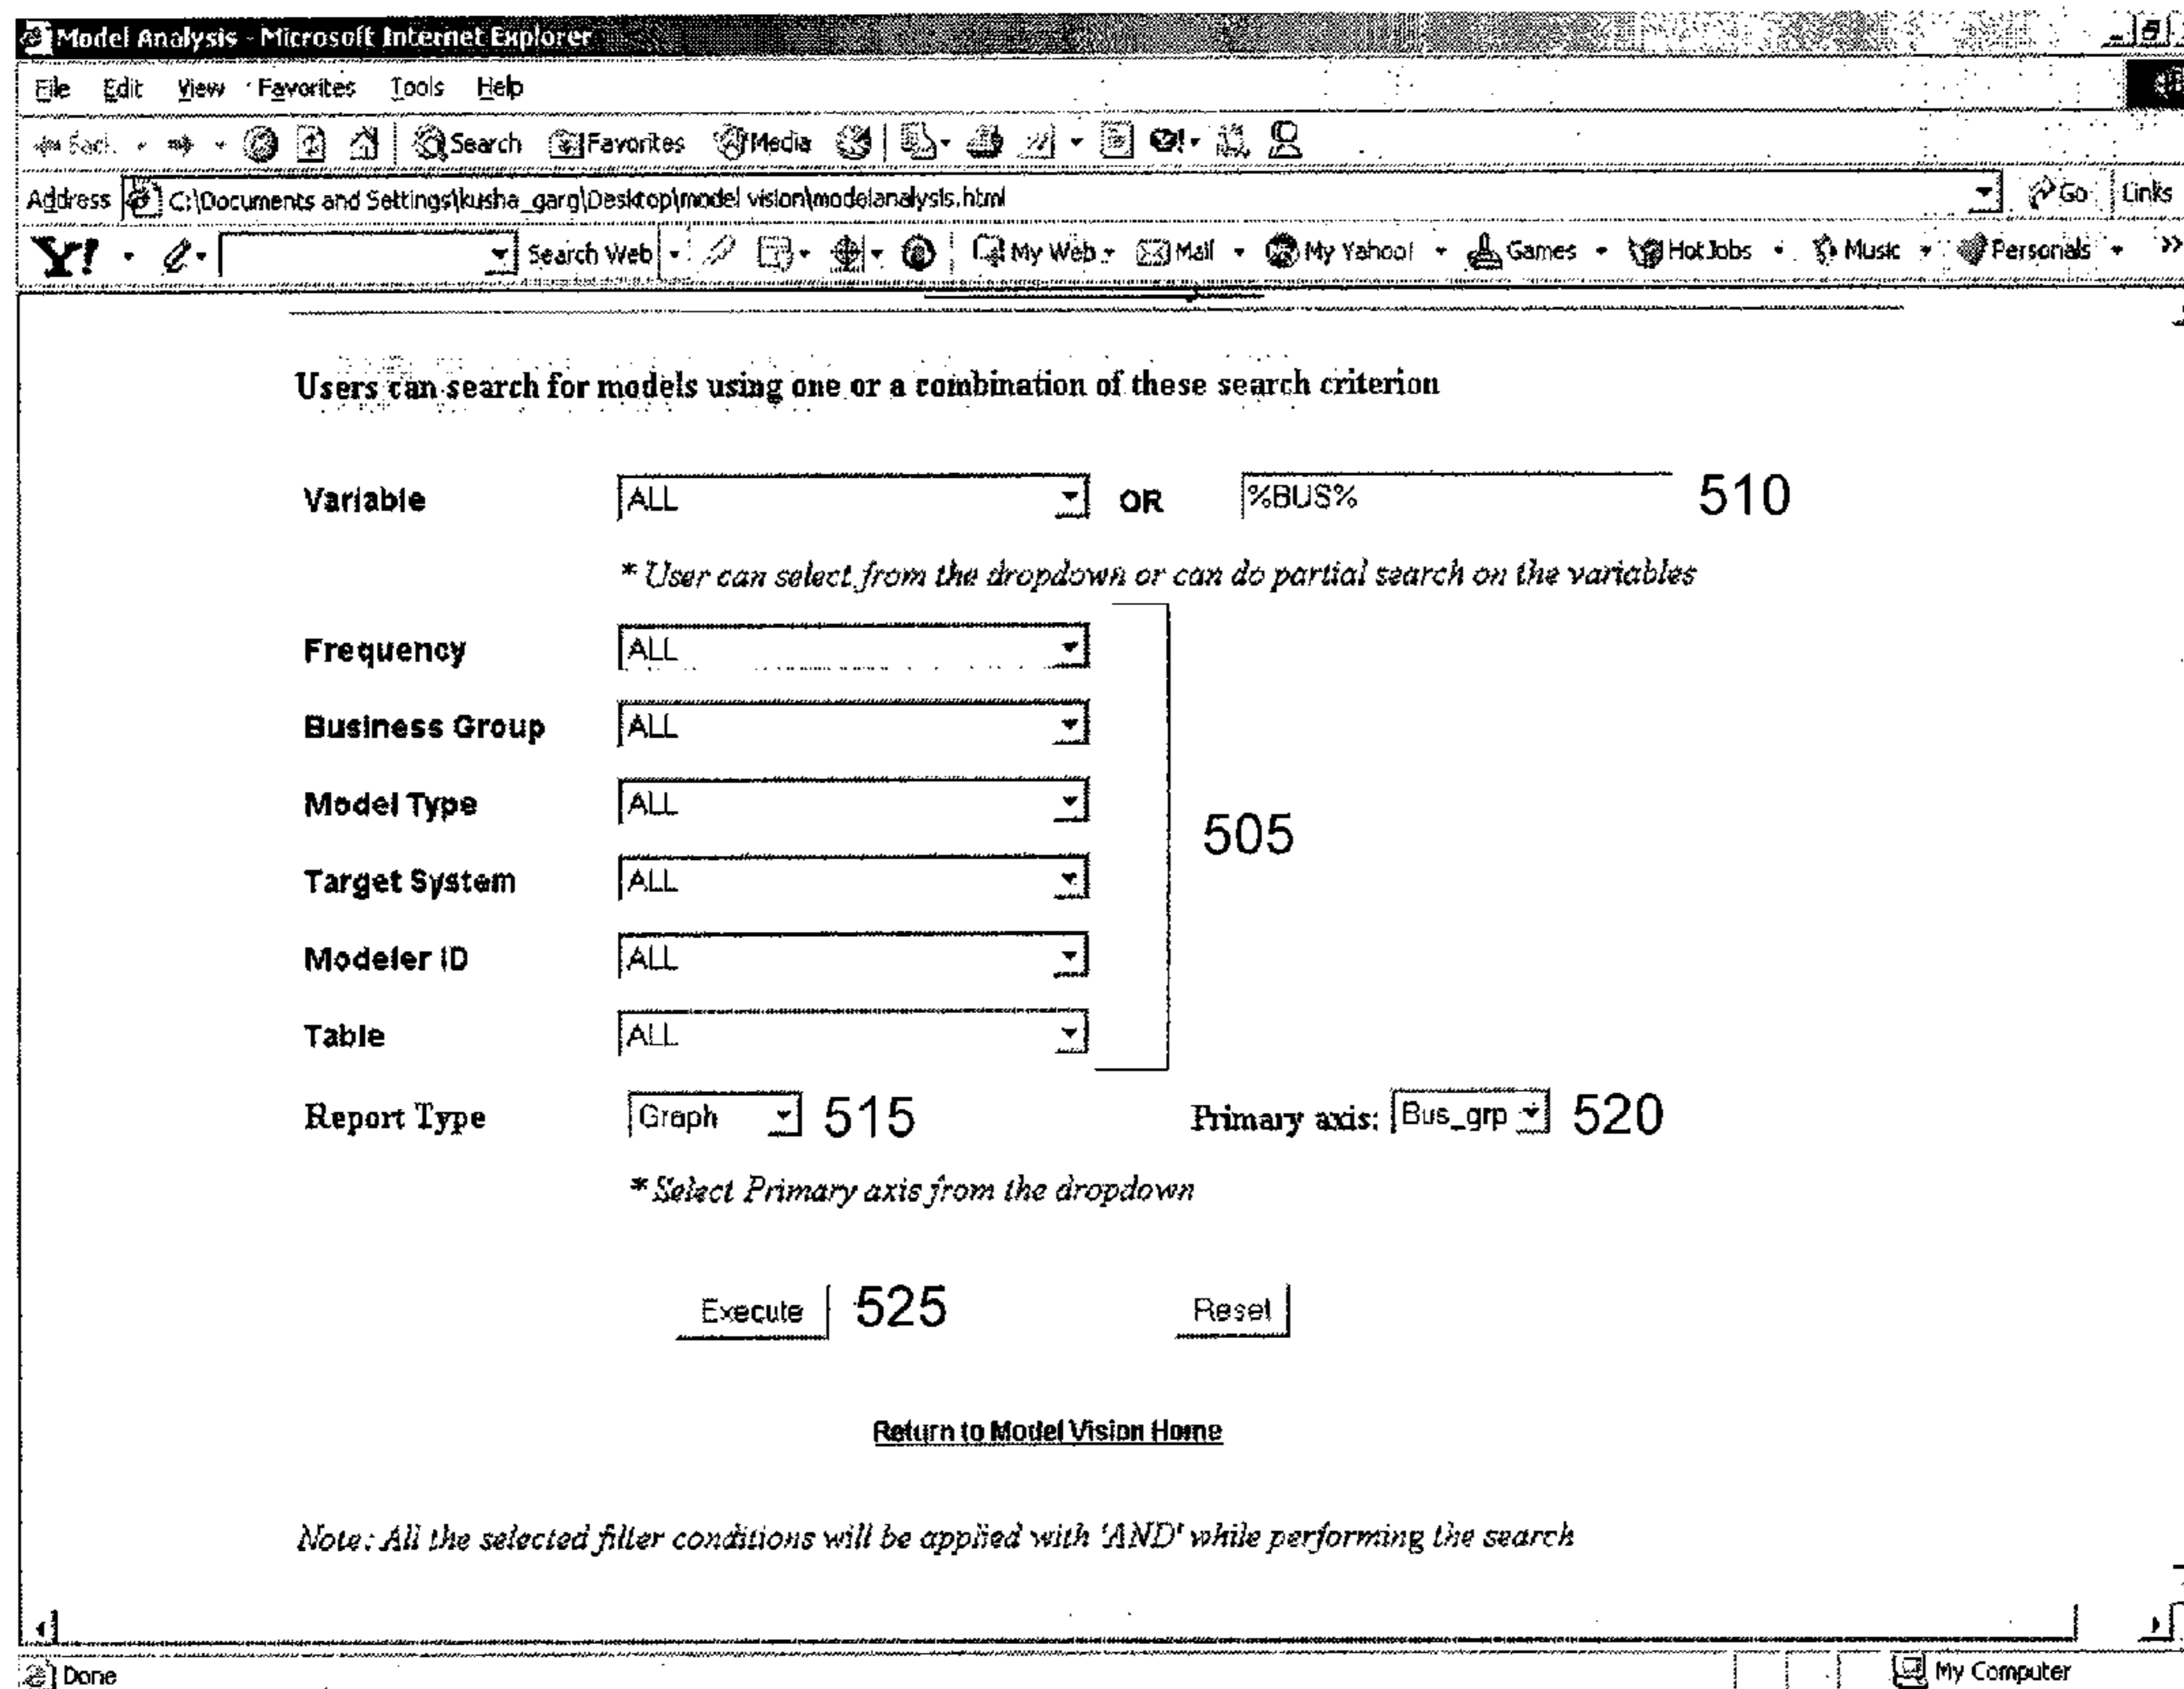 Model Analysis - Microsoft Internet Explorer
File Edit View Favorites Tools Help
Back Search Favorites Media
Address C:\Documents and Settings\kusha_garg\Desktop\model vision\modelanalysis.html Go Links
Y! Search Web My Web Mail My Yahoo! Games HotJobs Music Personals »
Users can search for models using one or a combination of these search criterion
Variable ALL OR %BUS% 510
* User can select from the dropdown or can do partial search on the variables
Frequency ALL
Business Group ALL
Model Type ALL
505
Target System ALL
Modeler ID ALL
Table ALL
Report Type Graph 515 Primary axis: Bus_grp 520
* Select Primary axis from the dropdown
Execute 525 Reset
Return to Model Vision Home
Note: All the selected filter conditions will be applied with 'AND' while performing the search
Done My Computer